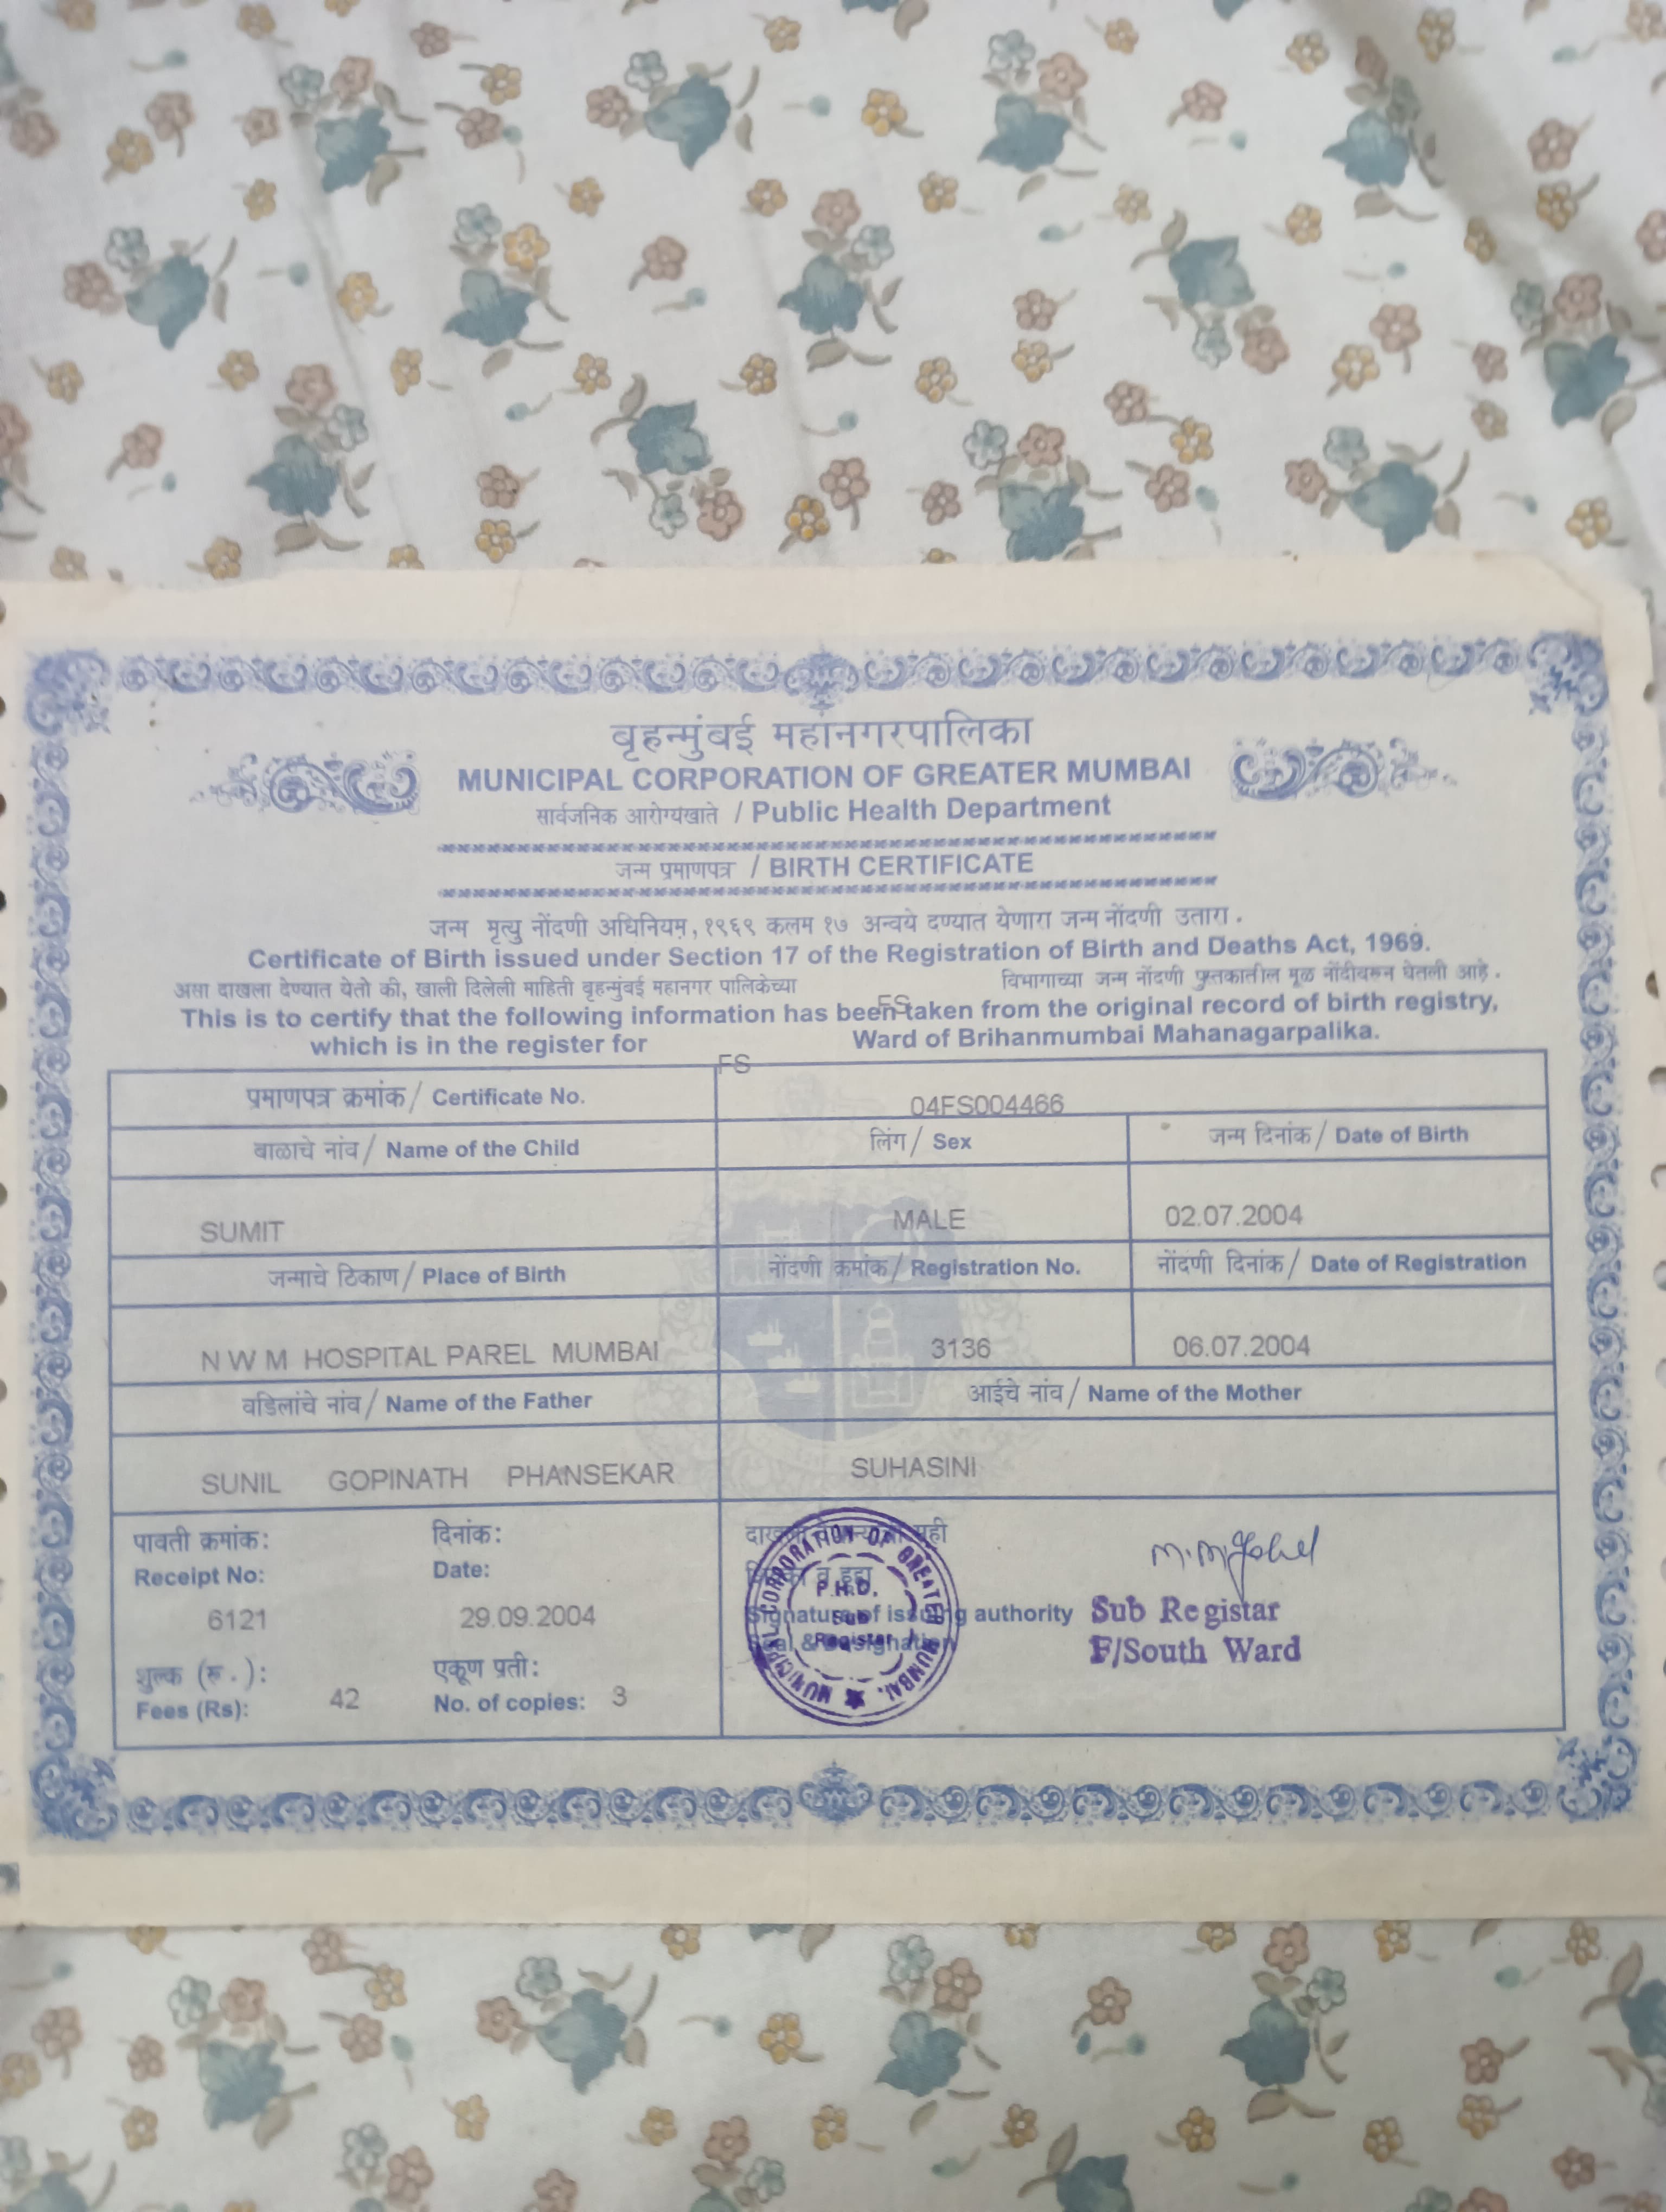 बृहन्मुंबई महानगरपालिका
MUNICIPAL CORPORATION OF GREATER MUMBAI
सार्वजनिक आरोग्यखाते / Public Health Department
जन्म प्रमाणपत्र / BIRTH CERTIFICATE
जन्म मृत्यु नोंदणी अधिनियम, १९६९ कलम १७ अन्वये दण्यात येणारा जन्म नोंदणी उतारा.
Certificate of Birth issued under Section 17 of the Registration of Birth and Deaths Act, 1969.
असा दाखला देण्यात येतो की, खाली दिलेली माहिती बृहन्मुंबई महानगर पालिकेच्या FS विभागाच्या जन्म नोंदणी पुस्तकातील मूळ नोंदीवरून घेतली आहे.
This is to certify that the following information has been taken from the original record of birth registry,
which is in the register for FS Ward of Brihanmumbai Mahanagarpalika.
प्रमाणपत्र क्रमांक / Certificate No. 04FS004466
बाळाचे नांव / Name of the Child लिंग / Sex जन्म दिनांक / Date of Birth
SUMIT MALE 02.07.2004
जन्माचे ठिकाण / Place of Birth नोंदणी क्रमांक / Registration No. नोंदणी दिनांक / Date of Registration
N W M HOSPITAL PAREL MUMBAI 3136 06.07.2004
वडिलांचे नांव / Name of the Father आईचे नांव / Name of the Mother
SUNIL GOPINATH PHANSEKAR SUHASINI
पावती क्रमांक: दिनांक:
Receipt No: Date:
6121 29.09.2004
शुल्क (रू.): एकूण प्रती:
Fees (Rs): 42 No. of copies: 3
Signature of issuing authority
Seal & Designation
MUNICIPAL CORPORATION OF GREATER MUMBAI.
P.H.D.
Sub
Registar
Sub Registar
F/South Ward